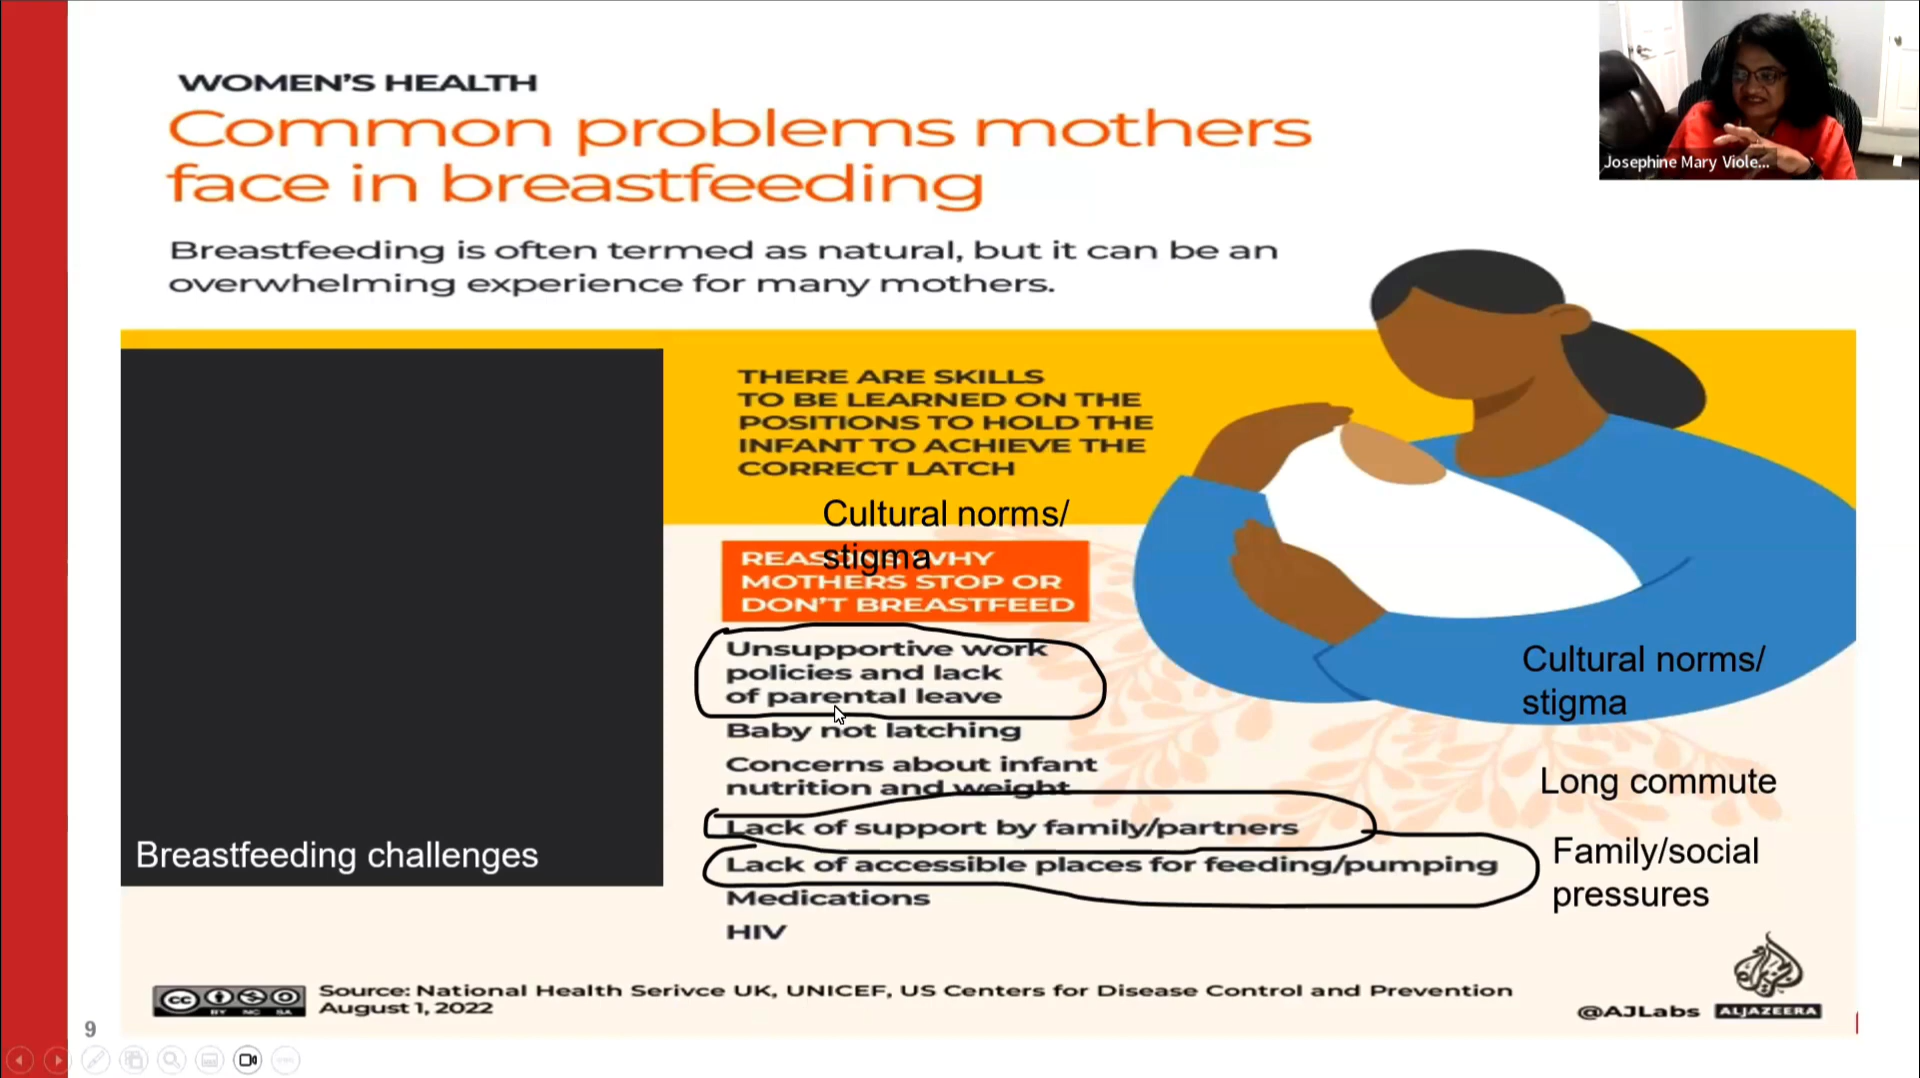 WOMEN'S HEALTH
Common problems mothers
face in breastfeeding
Breastfeeding is often termed as natural, but it can be an
overwhelming experience for many mothers.
Josephine Mary Viole...
THERE ARE SKILLS
TO BE LEARNED ON THE
POSITIONS TO HOLD THE
INFANT TO ACHIEVE THE
CORRECT LATCH
Cultural norms/
stigma
REASONS WHY
MOTHERS STOP OR
DON'T BREASTFEED
Unsupportive work
policies and lack
of parental leave
Baby not latching
Concerns about infant
nutrition and weight
Lack of support by family/partners
Lack of accessible places for feeding/pumping
Medications
HIV
Cultural norms/
stigma
Long commute
Family/social
pressures
Breastfeeding challenges
cc BY NC SA
Source: National Health Serivce UK, UNICEF, US Centers for Disease Control and Prevention
August 1, 2022
@AJLabs
ALJAZEERA
9